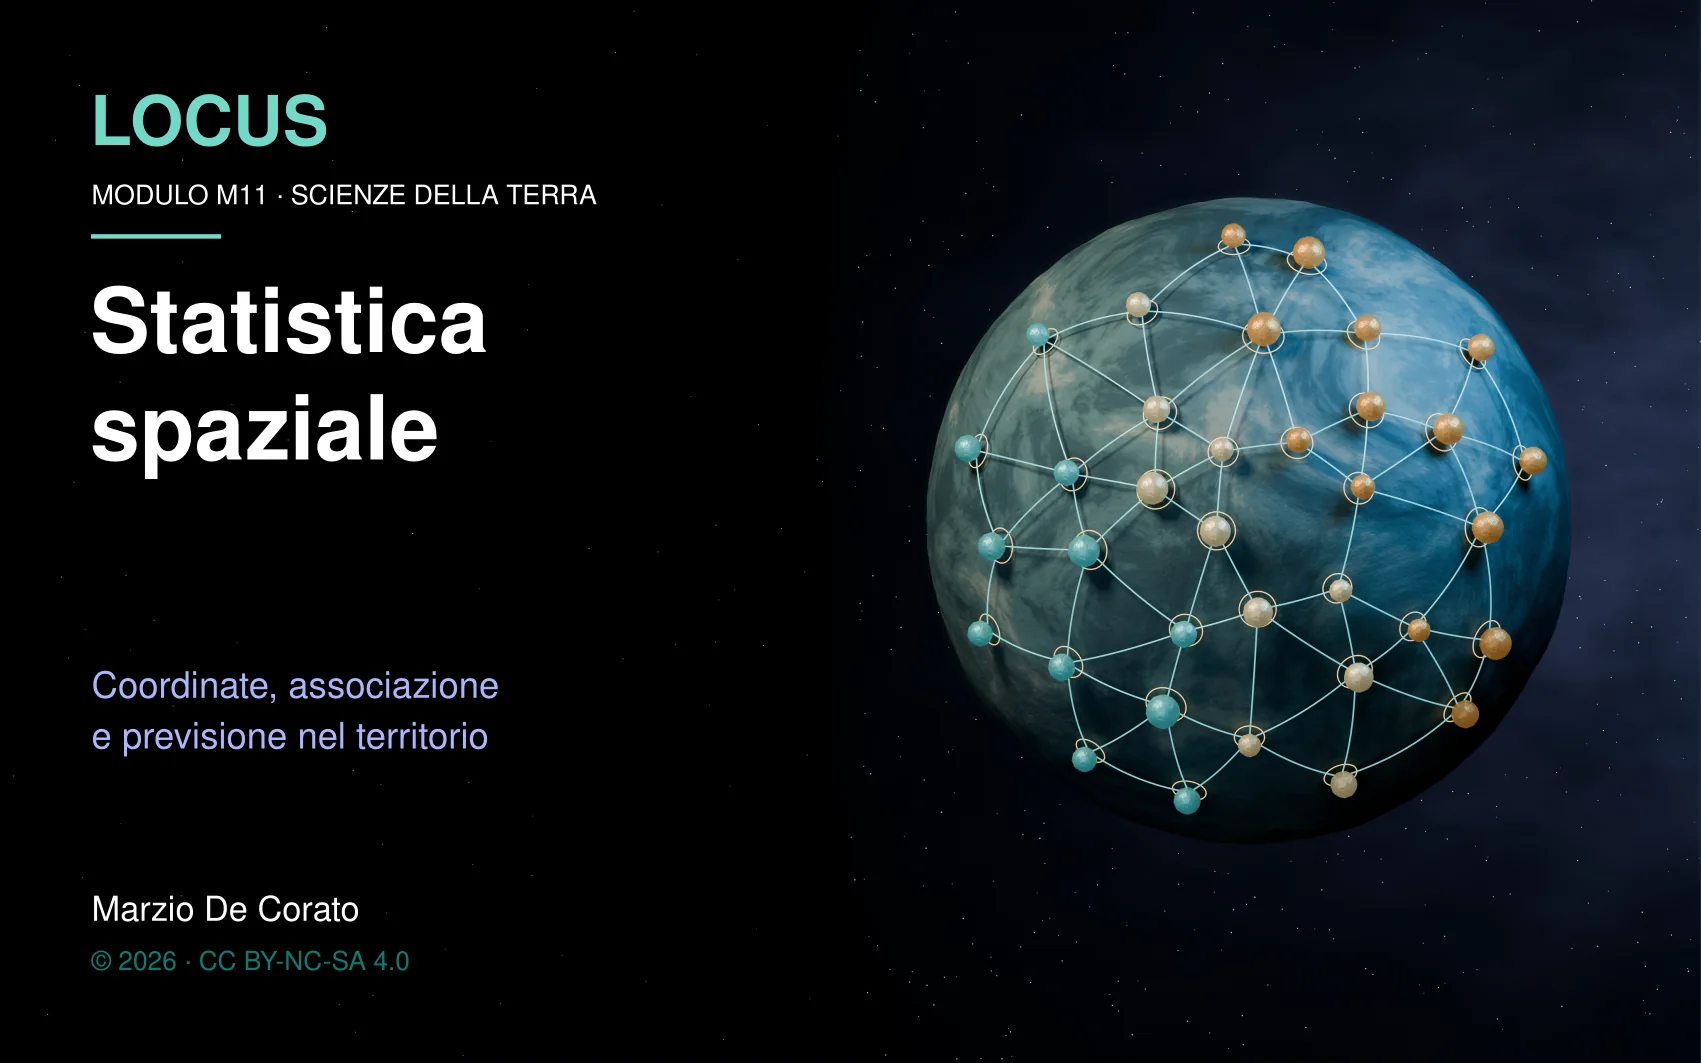 LOCUS
MODULO M11 · SCIENZE DELLA TERRA
Statistica
spaziale
Coordinate, associazione
e previsione nel territorio
Marzio De Corato
© 2026 · CC BY-NC-SA 4.0